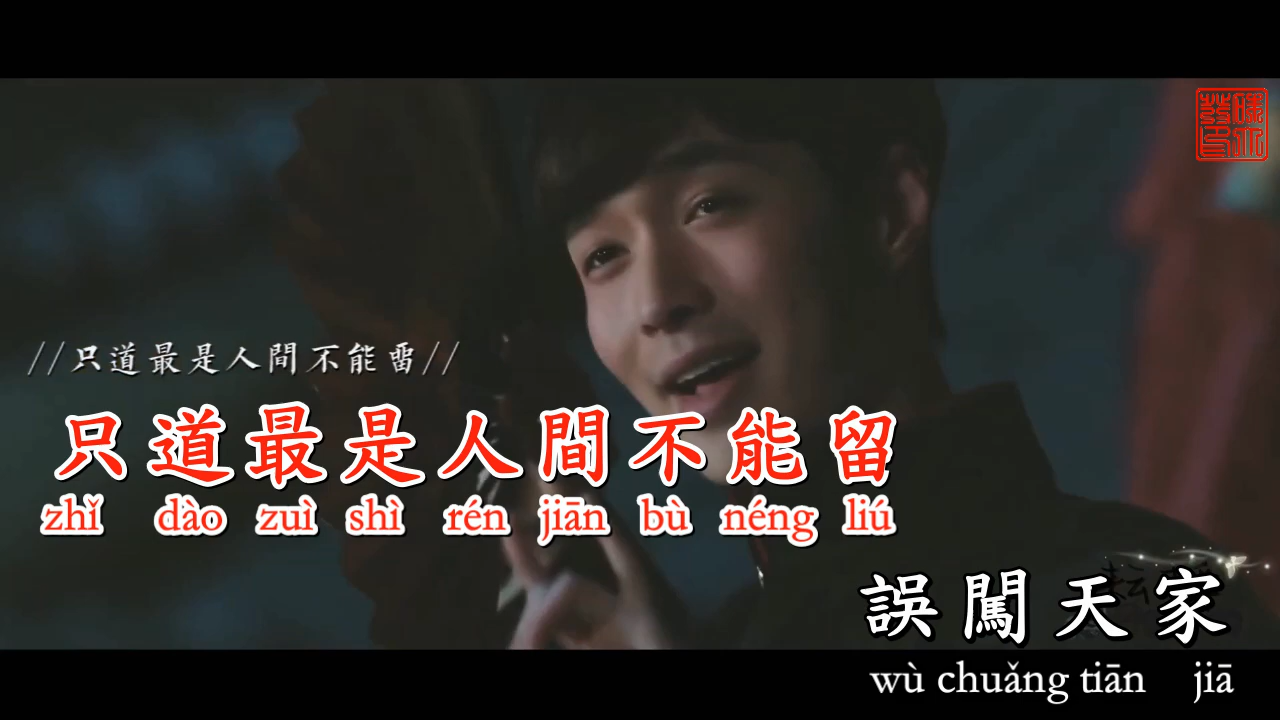 //只道最是人間不能畱//
只道最是人間不能留
zhǐ dào zuì shì rén jiān bù néng liú
誤闖天家
wù chuǎng tiān jiā